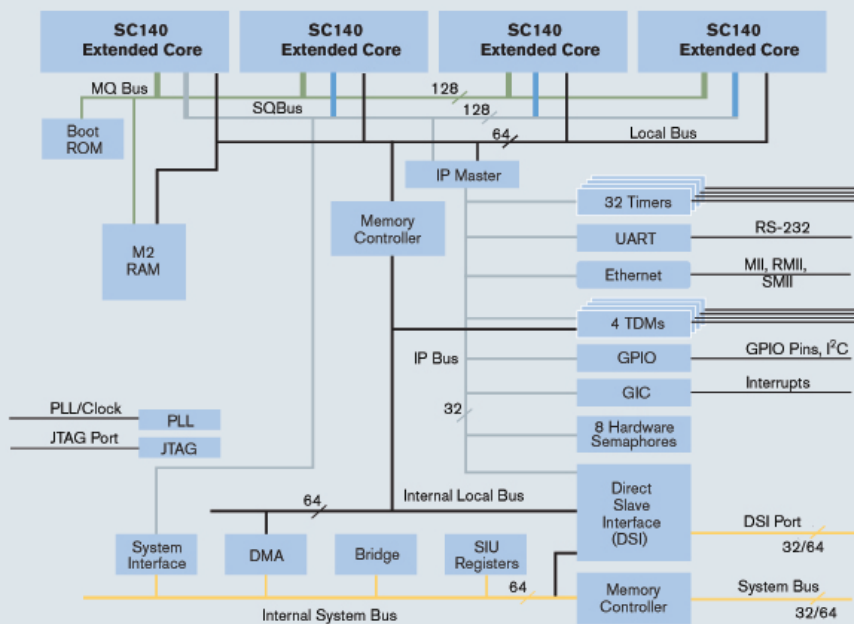 SC140
Extended Core
SC140
Extended Core
SC140
Extended Core
SC140
Extended Core
MQ Bus
128
SQBus
128
64
Local Bus
Boot
ROM
IP Master
M2
RAM
Memory
Controller
32 Timers
UART
RS-232
Ethernet
MII, RMII,
SMII
4 TDMs
IP Bus
GPIO
GPIO Pins, I²C
GIC
Interrupts
32
8 Hardware
Semaphores
PLL/Clock
PLL
JTAG Port
JTAG
64
Internal Local Bus
Direct
Slave
Interface
(DSI)
DSI Port
32/64
System
Interface
DMA
Bridge
SIU
Registers
64
Internal System Bus
Memory
Controller
System Bus
32/64